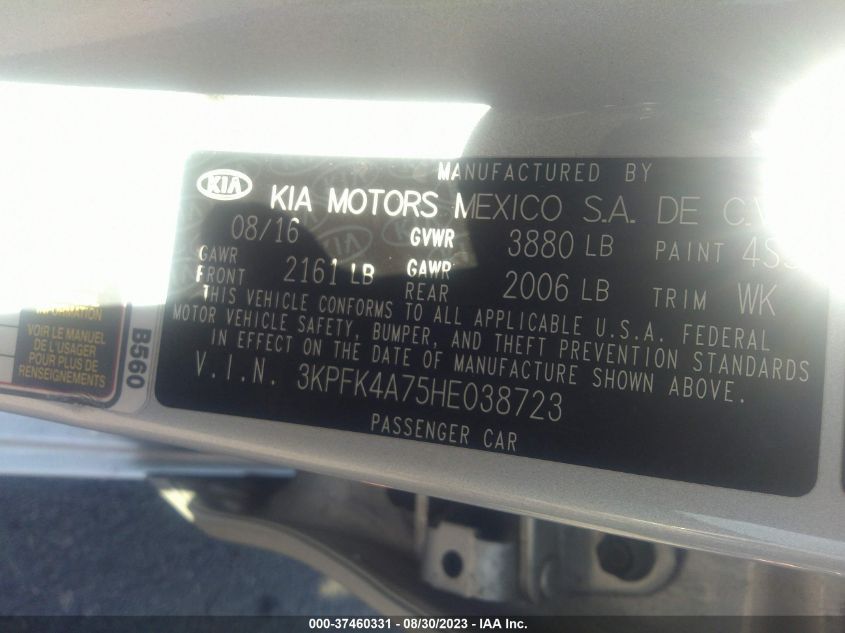 MANUFACTURED BY
KIA KIA MOTORS MEXICO S.A. DE C.V
08/16 GVWR 3880 LB PAINT
GAWR FRONT 2161 LB GAWR REAR 2006 LB TRIM WK
THIS VEHICLE CONFORMS TO ALL APPLICABLE U.S.A. FEDERAL
MOTOR VEHICLE SAFETY, BUMPER, AND THEFT PREVENTION STANDARDS
IN EFFECT ON THE DATE OF MANUFACTURE SHOWN ABOVE.
V.I.N. 3KPFK4A75HE038723
PASSENGER CAR
VOIR LE MANUEL
DE L'USAGER
POUR PLUS DE
RENSEIGNEMENTS
B560
000-37460331 - 08/30/2023 - IAA Inc.